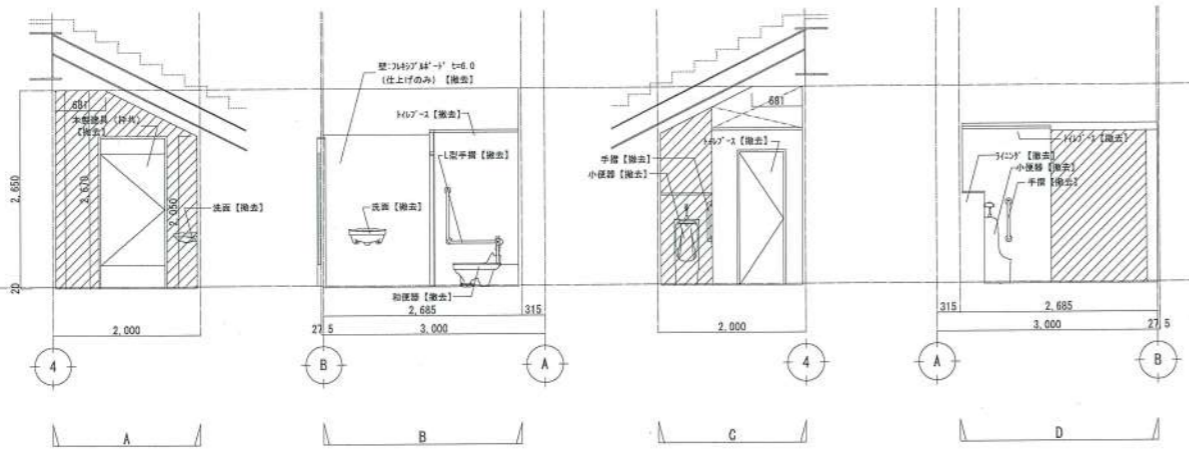 681
木製建具（枠共）
【撤去】
2,650
2,670
2,050
20
洗面【撤去】
2,000
4
A
壁:フレキシブルボード t=6.0
(仕上げのみ)【撤去】
トイレブース【撤去】
L型手摺【撤去】
洗面【撤去】
和便器【撤去】
2,685
315
27.5
3,000
B
A
B
681
トイレブース【撤去】
手摺【撤去】
小便器【撤去】
2,000
4
C
トイレブース【撤去】
ライニング【撤去】
小便器【撤去】
手摺【撤去】
315
2,685
3,000
27.5
A
B
D